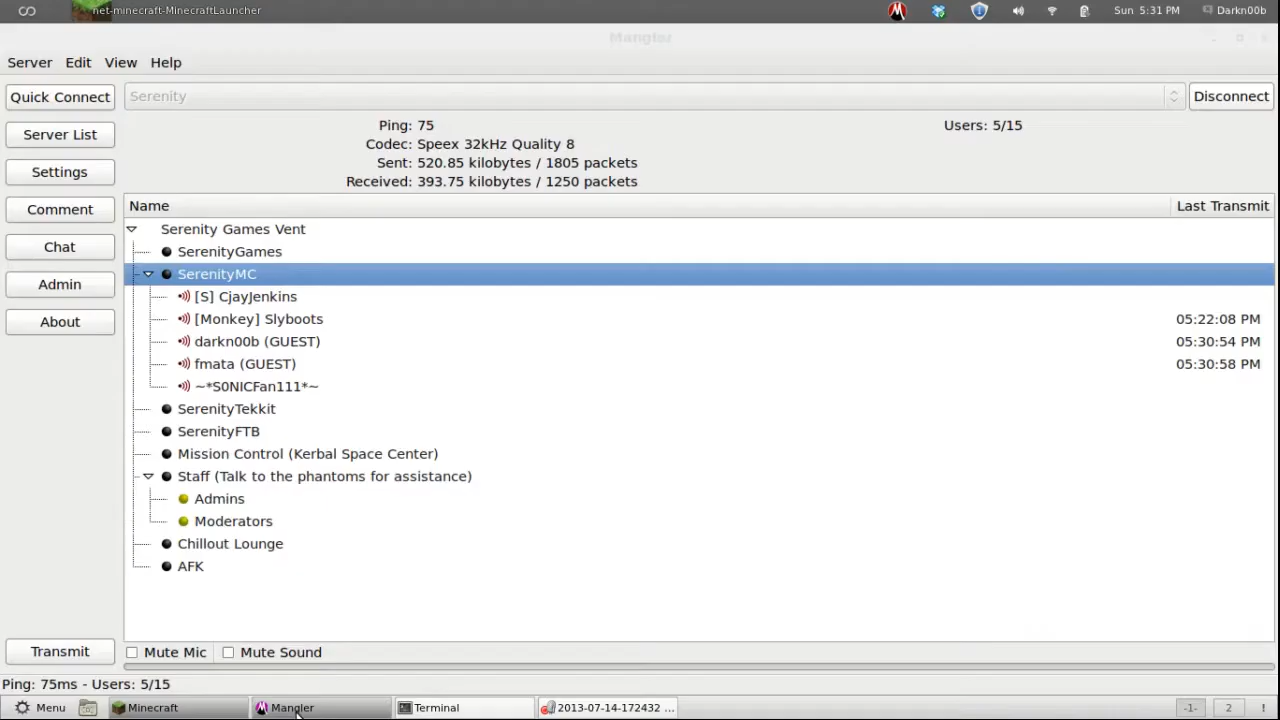 net-minecraft-MinecraftLauncher
Sun 5:31 PM
Darkn00b
Mangler
Server Edit View Help
Quick Connect
Serenity
Disconnect
Server List
Settings
Comment
Chat
Admin
About
Ping: 75
Users: 5/15
Codec: Speex 32kHz Quality 8
Sent: 520.85 kilobytes / 1805 packets
Received: 393.75 kilobytes / 1250 packets
Name
Last Transmit
Serenity Games Vent
SerenityGames
SerenityMC
[S] CjayJenkins
[Monkey] Slyboots 05:22:08 PM
darkn00b (GUEST) 05:30:54 PM
fmata (GUEST) 05:30:58 PM
~*S0NICFan111*~
SerenityTekkit
SerenityFTB
Mission Control (Kerbal Space Center)
Staff (Talk to the phantoms for assistance)
Admins
Moderators
Chillout Lounge
AFK
Transmit
Mute Mic
Mute Sound
Ping: 75ms - Users: 5/15
Menu
Minecraft
Mangler
Terminal
2013-07-14-172432 ...
-1-
2
!